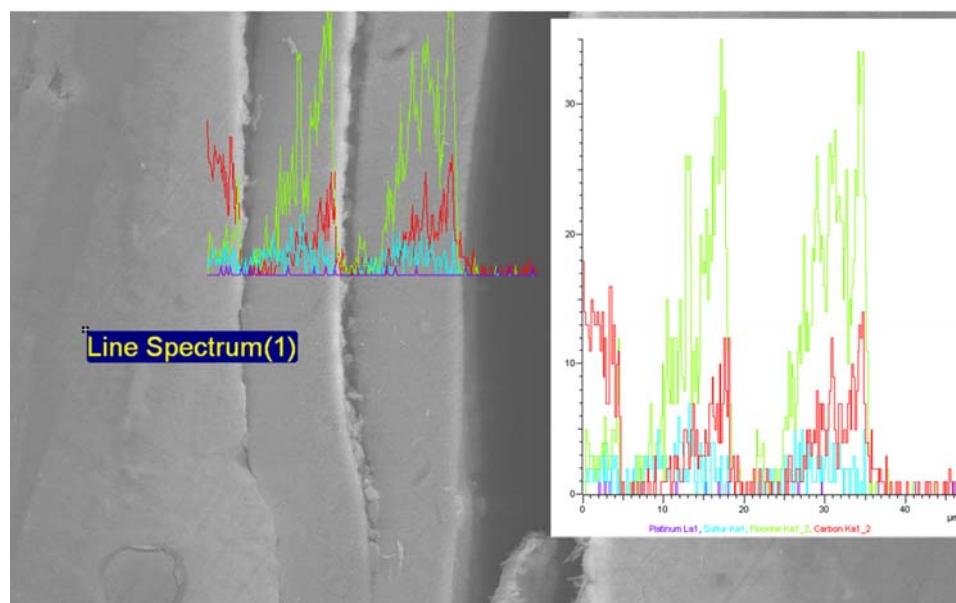 Line Spectrum(1)
30
20
10
0
0 10 20 30 40 µm
Platinum La1, Sulfur Ka1, Fluorine Ka1_2, Carbon Ka1_2